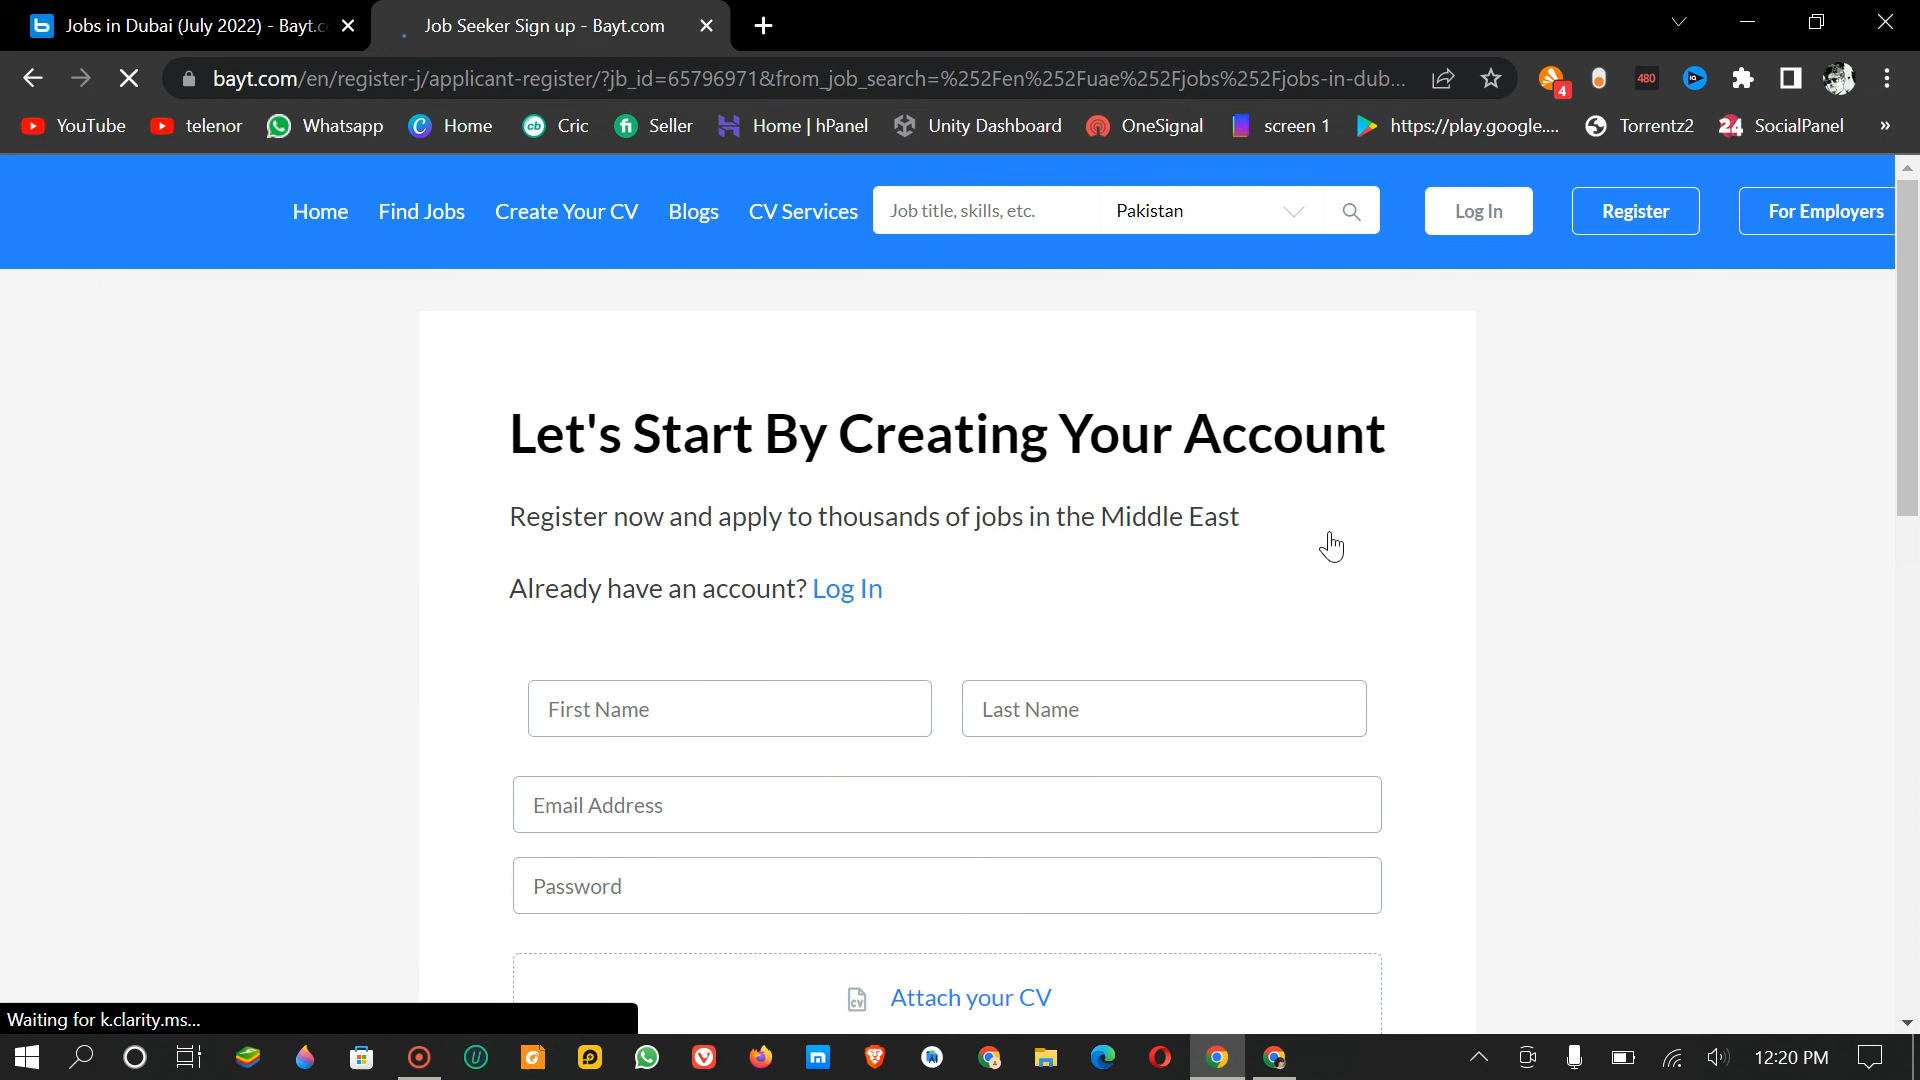 Jobs in Dubai (July 2022) - Bayt.c
Job Seeker Sign up - Bayt.com
bayt.com/en/register-j/applicant-register/?jb_id=65796971&from_job_search=%252Fen%252Fuae%252Fjobs%252Fjobs-in-dub...
4
480
YouTube
telenor
Whatsapp
Home
Cric
Seller
Home | hPanel
Unity Dashboard
OneSignal
screen 1
https://play.google....
Torrentz2
24
SocialPanel
»
Home
Find Jobs
Create Your CV
Blogs
CV Services
Job title, skills, etc.
Pakistan
Log In
Register
For Employers
Let's Start By Creating Your Account
Register now and apply to thousands of jobs in the Middle East
Already have an account? Log In
First Name
Last Name
Email Address
Password
CV
Attach your CV
Waiting for k.clarity.ms...
12:20 PM